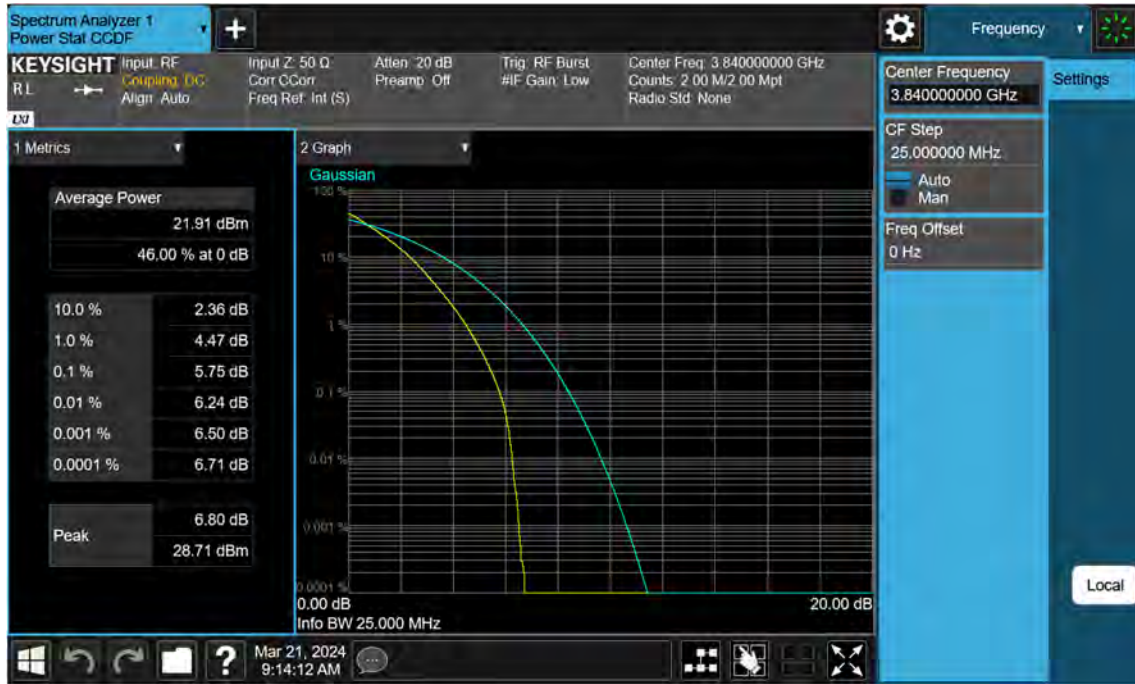 Spectrum Analyzer 1
Power Stat CCDF
+
Frequency
KEYSIGHT
RL
LXI
Input: RF
Coupling: DC
Align: Auto
Input Z: 50 Ω
Corr CCorr
Freq Ref: Int (S)
Atten: 20 dB
Preamp: Off
Trig: RF Burst
#IF Gain: Low
Center Freq: 3.840000000 GHz
Counts: 2.00 M/2.00 Mpt
Radio Std: None
Center Frequency
3.840000000 GHz
Settings
CF Step
25.000000 MHz
Auto
Man
Freq Offset
0 Hz
1 Metrics
Average Power
21.91 dBm
46.00 % at 0 dB
10.0 % 2.36 dB
1.0 % 4.47 dB
0.1 % 5.75 dB
0.01 % 6.24 dB
0.001 % 6.50 dB
0.0001 % 6.71 dB
Peak
6.80 dB
28.71 dBm
2 Graph
Gaussian
100 %
10 %
1 %
0.1 %
0.01 %
0.001 %
0.0001 %
0.00 dB 20.00 dB
Info BW 25.000 MHz
Local
?
Mar 21, 2024
9:14:12 AM